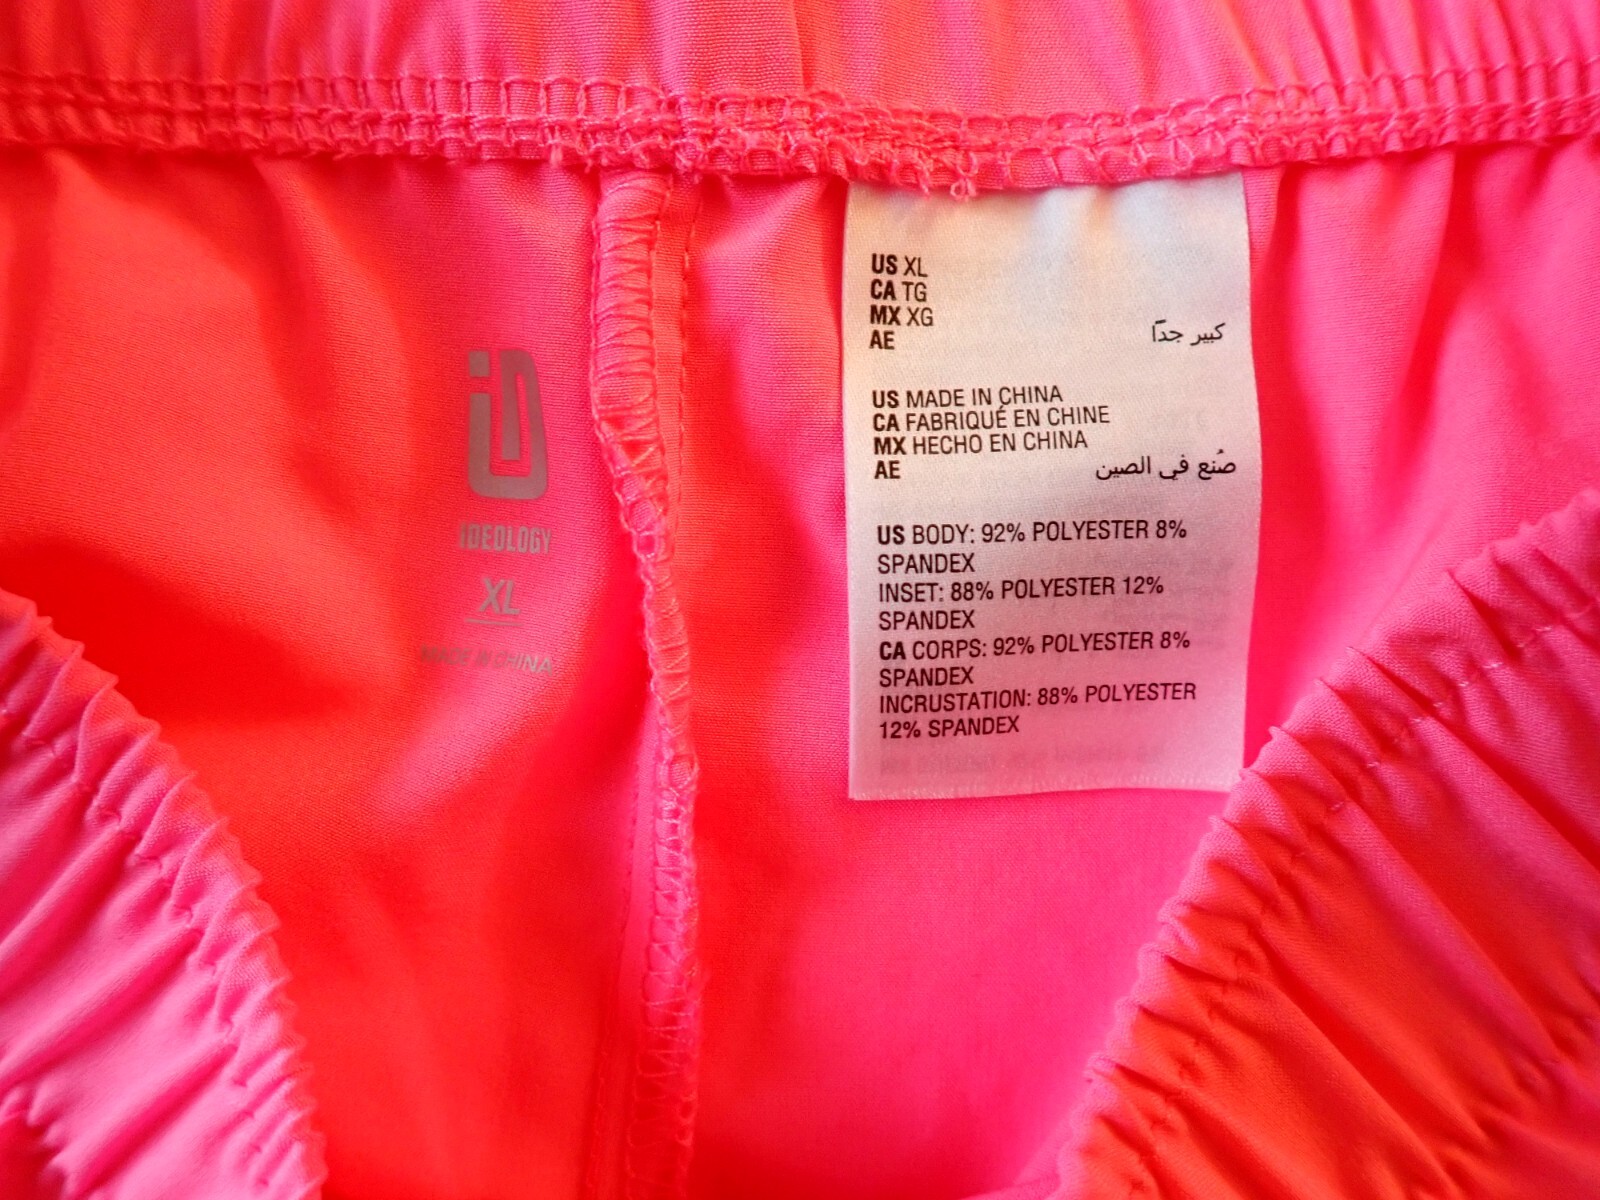 iD
IDEOLOGY
XL
MADE IN CHINA
US XL
CA TG
MX XG
AE كبير جدًا
US MADE IN CHINA
CA FABRIQUÉ EN CHINE
MX HECHO EN CHINA
AE صُنع في الصين
US BODY: 92% POLYESTER 8%
SPANDEX
INSET: 88% POLYESTER 12%
SPANDEX
CA CORPS: 92% POLYESTER 8%
SPANDEX
INCRUSTATION: 88% POLYESTER
12% SPANDEX